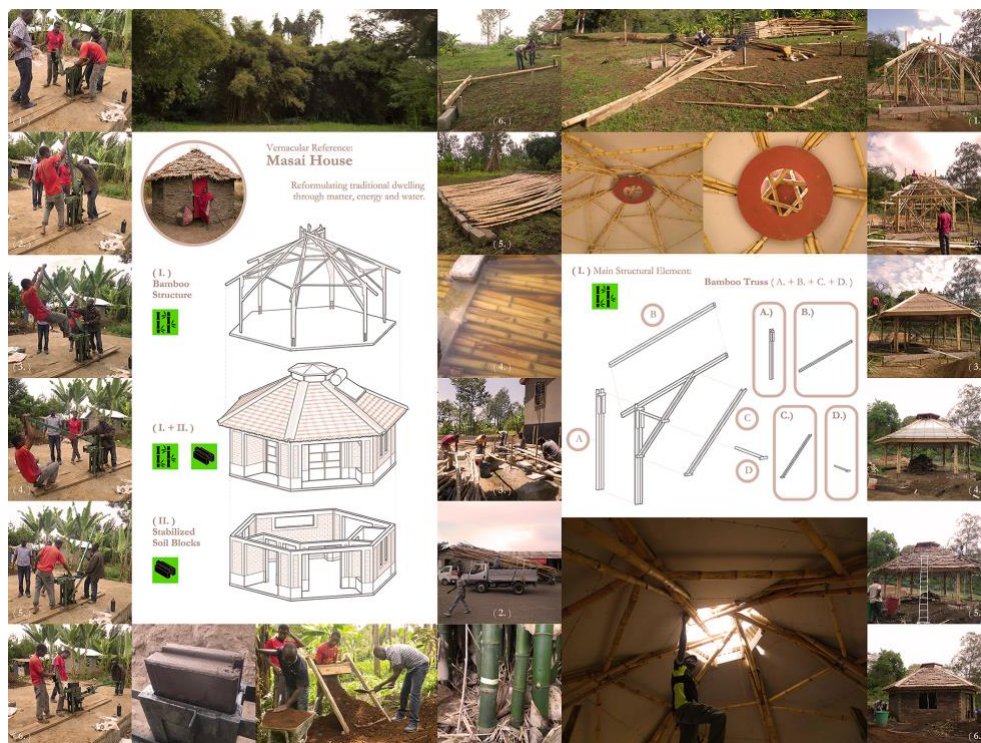 (1.)
(6.)
(1.
(2.)
Vernacular Reference:
Masai House
Reformulating traditional dwelling
through matter, energy and water.
(5.)
(2.
(3.)
( I. )
Bamboo
Structure
(4.)
( I. ) Main Structural Element:
Bamboo Truss ( A. + B. + C. + D. )
B
A.)
B.)
(3.
(4.)
( I. + II. )
(3.)
A
C
D
C.)
D.)
(4.
(5.)
( II. )
Stabilized
Soil Blocks
(2.)
(5.
(6.)
(6.